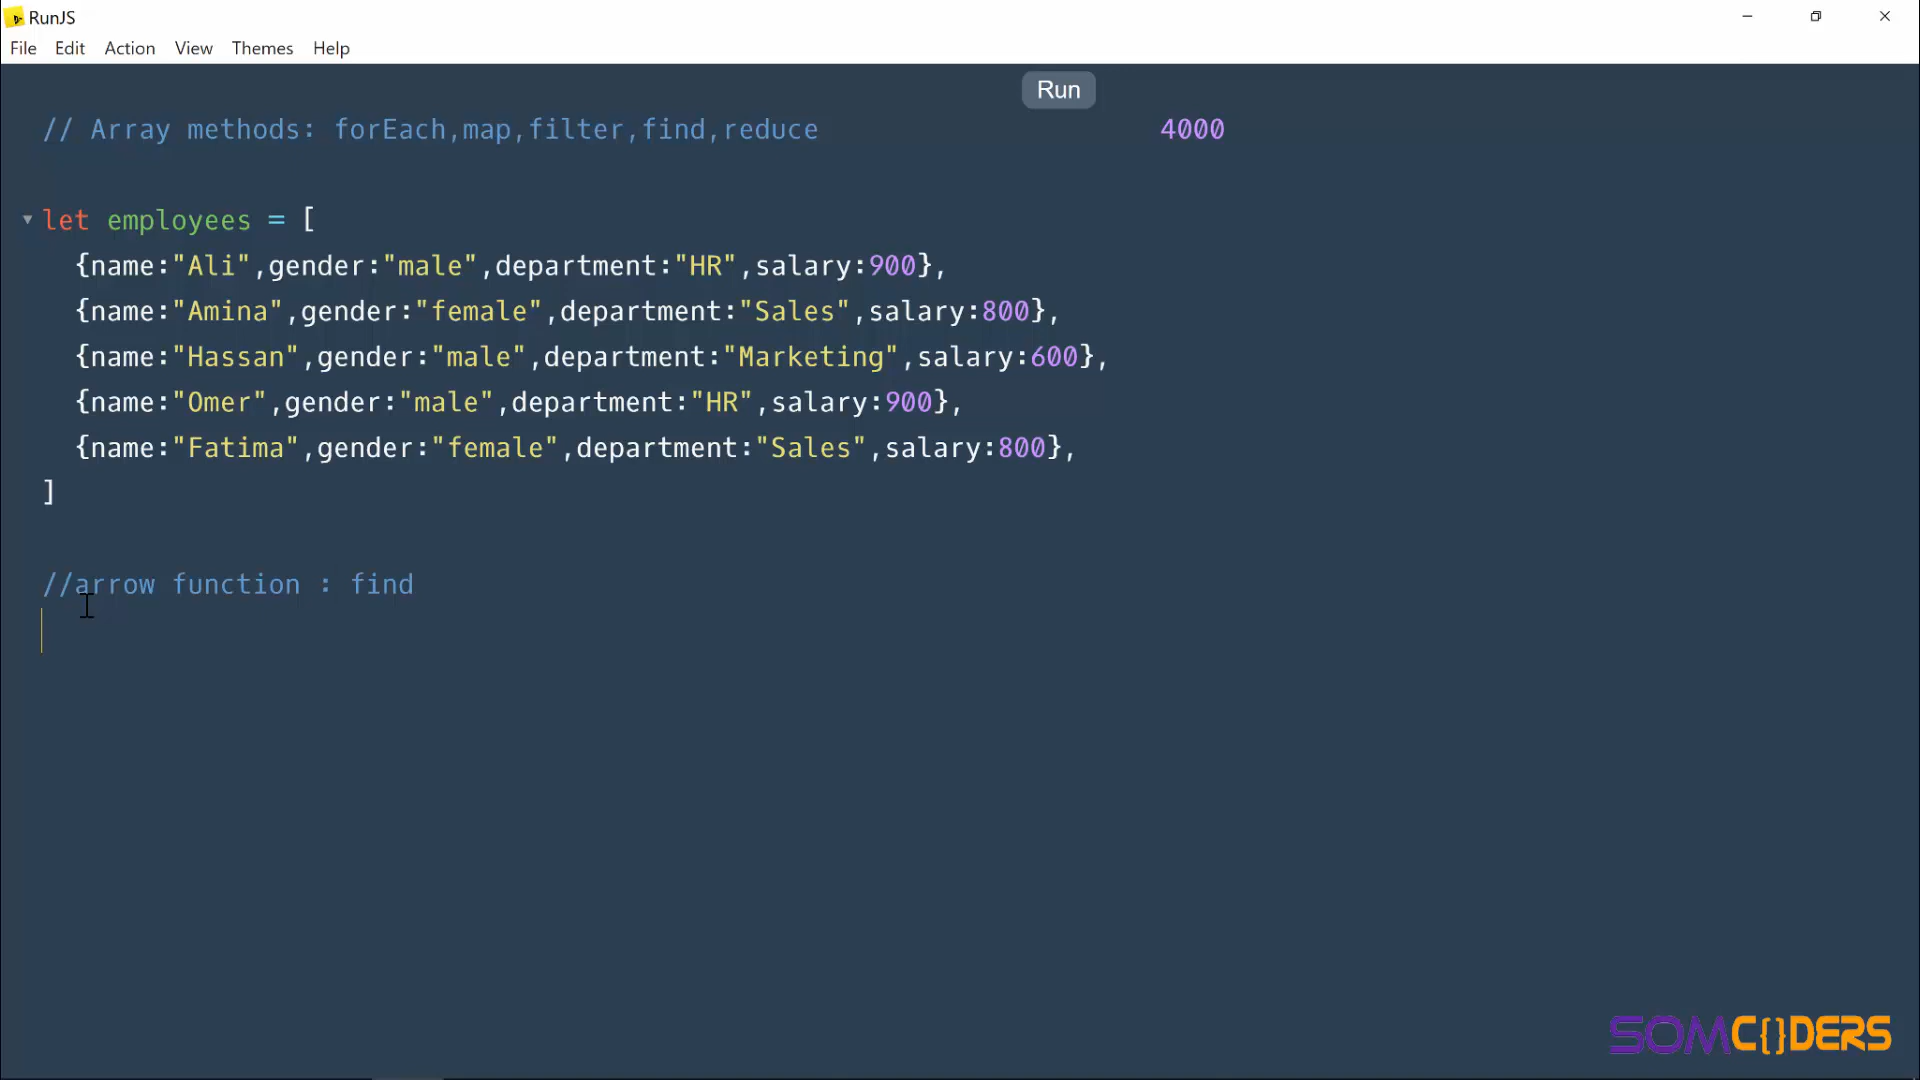 RunJS
File Edit Action View Themes Help
Run
// Array methods: forEach,map,filter,find,reduce
4000
let employees = [
{name:"Ali",gender:"male",department:"HR",salary:900},
{name:"Amina",gender:"female",department:"Sales",salary:800},
{name:"Hassan",gender:"male",department:"Marketing",salary:600},
{name:"Omer",gender:"male",department:"HR",salary:900},
{name:"Fatima",gender:"female",department:"Sales",salary:800},
]
//arrow function : find
SOMC{}DERS